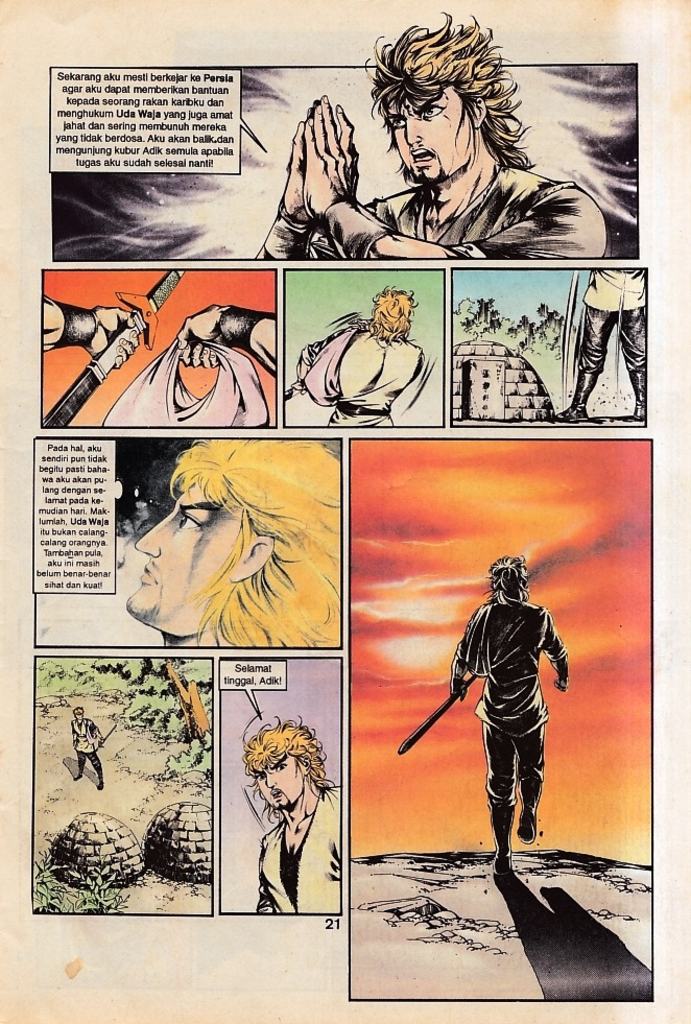 Sekarang aku mesti berkejar ke Persia
agar aku dapat memberikan bantuan
kepada seorang rakan karibku dan
menghukum Uda Waja yang juga amat
jahat dan sering membunuh mereka
yang tidak berdosa. Aku akan balik.dan
mengunjung kubur Adik semula apabila
tugas aku sudah selesai nanti!
Pada hal, aku
sendiri pun tidak
begitu pasti baha-
wa aku akan pu-
lang dengan se-
lamat pada ke-
mudian hari. Mak-
lumlah, Uda Waja
itu bukan calang-
calang orangnya.
Tambahan pula,
aku ini masih
belum benar-benar
sihat dan kuat!
Selamat
tinggal, Adik!
21